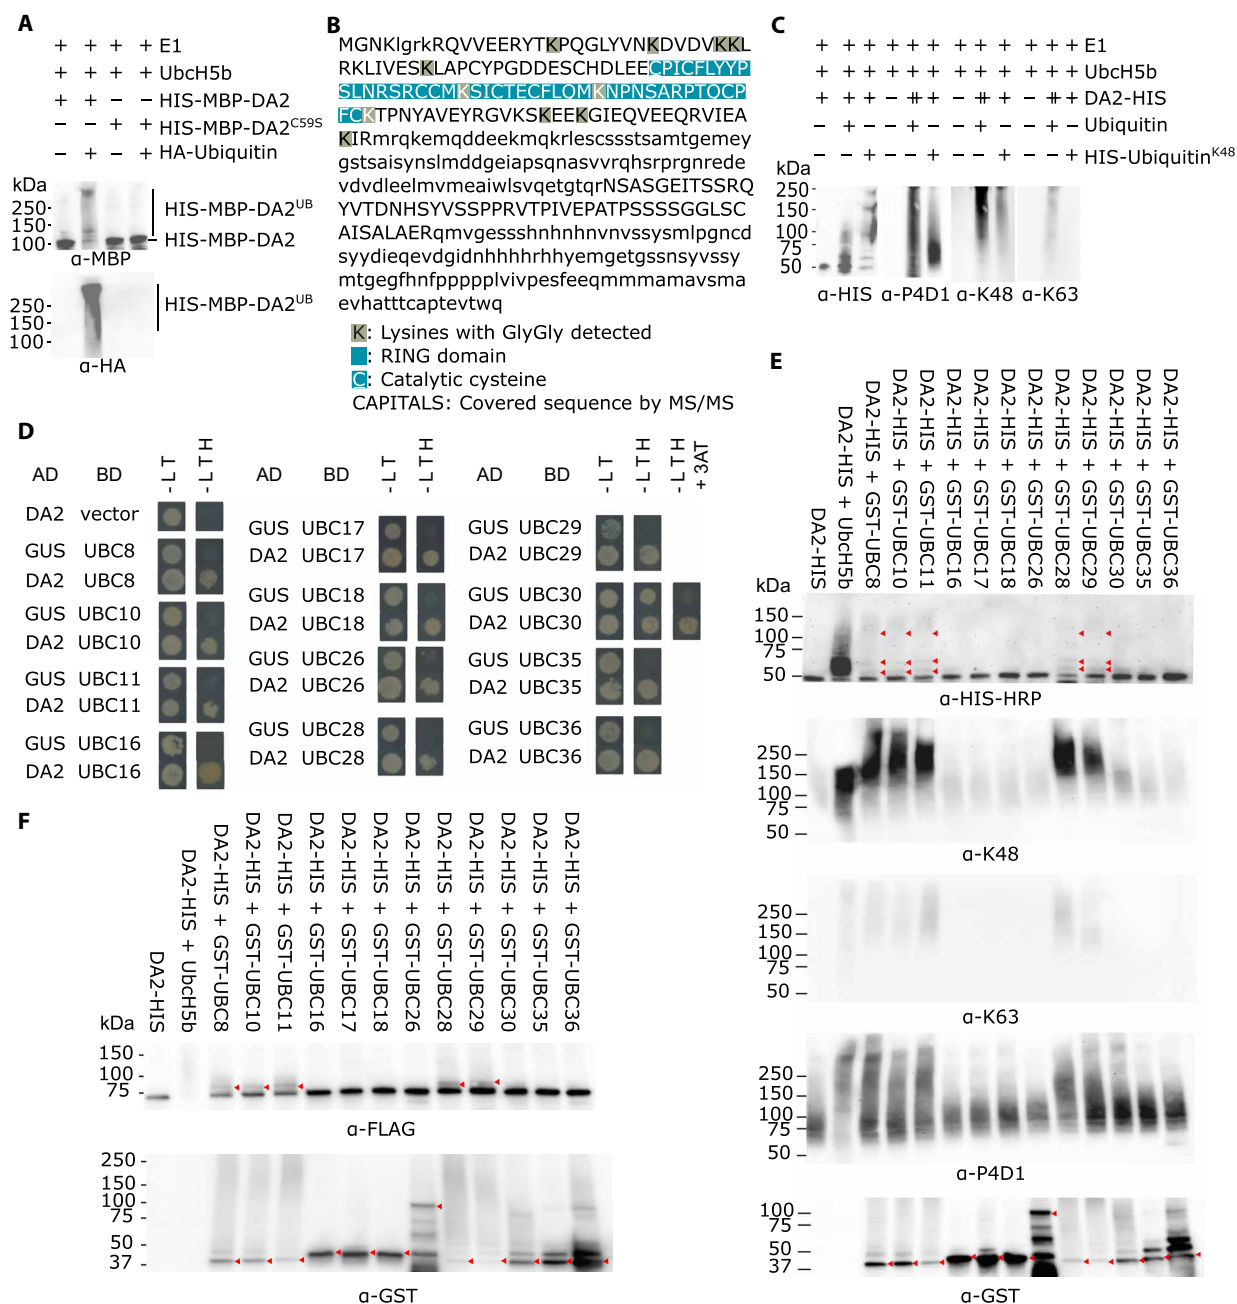 A
+ + + + E1
+ + + + UbcH5b
+ + − − HIS-MBP-DA2
− − + + HIS-MBP-DA2C59S
− + − + HA-Ubiquitin
kDa
250
150
100
HIS-MBP-DA2UB
HIS-MBP-DA2
α-MBP
250
150
100
HIS-MBP-DA2UB
α-HA
B
MGNKlgrkRQVVEERYTKPQGLYVNKDVDVKKL
RKLIVESKLAPCYPGDDESCHDLEECPICFLYYP
SLNRSRCCMKSICTECFLQMKNPNSARPTQCP
FCKTPNYAVEYRGVKSKEEKGIEQVEEQRVIEA
KIRmrqkemqddeekmqkrlescssstsamtgemey
gstsaisynslmddgeiapsqnasvvrqhsrprgnrede
vdvdleelmvmeaiwlsvqetgtqrNSASGEITSSRQ
YVTDNHSYVSSPPRVTPIVEPATPSSSSGGLSC
AISALAERqmvgessshnhnhnvnvssysmlpgncd
syydieqevdgidnhhhhrhhyemgetgssnsyvssy
mtgegfhnfpppppplvivpesfeeqmmmamavsma
evhatttcaptevtwq
K: Lysines with GlyGly detected
: RING domain
C: Catalytic cysteine
CAPITALS: Covered sequence by MS/MS
C
+ + + + + + + + + + + + E1
+ + + + + + + + + + + + UbcH5b
DA2-HIS
Ubiquitin
HIS-UbiquitinK48
kDa
250
150
100
75
50
α-HIS α-P4D1 α-K48 α-K63
D
AD BD - L T - L T H
DA2 vector
GUS UBC8
DA2 UBC8
GUS UBC10
DA2 UBC10
GUS UBC11
DA2 UBC11
GUS UBC16
DA2 UBC16
AD BD - L T - L T H
GUS UBC17
DA2 UBC17
GUS UBC18
DA2 UBC18
GUS UBC26
DA2 UBC26
GUS UBC28
DA2 UBC28
AD BD - L T - L T H - L T H + 3AT
GUS UBC29
DA2 UBC29
GUS UBC30
DA2 UBC30
GUS UBC35
DA2 UBC35
GUS UBC36
DA2 UBC36
E
DA2-HIS
DA2-HIS + UbcH5b
DA2-HIS + GST-UBC8
DA2-HIS + GST-UBC10
DA2-HIS + GST-UBC11
DA2-HIS + GST-UBC16
DA2-HIS + GST-UBC17
DA2-HIS + GST-UBC18
DA2-HIS + GST-UBC26
DA2-HIS + GST-UBC28
DA2-HIS + GST-UBC29
DA2-HIS + GST-UBC30
DA2-HIS + GST-UBC35
DA2-HIS + GST-UBC36
kDa
150
100
50
α-HIS-HRP
250
150
100
75
50
α-K48
250
150
100
75
50
α-K63
250
150
100
75
50
α-P4D1
100
50
37
α-GST
F
DA2-HIS
DA2-HIS + UbcH5b
DA2-HIS + GST-UBC8
DA2-HIS + GST-UBC10
DA2-HIS + GST-UBC11
DA2-HIS + GST-UBC16
DA2-HIS + GST-UBC17
DA2-HIS + GST-UBC18
DA2-HIS + GST-UBC26
DA2-HIS + GST-UBC28
DA2-HIS + GST-UBC29
DA2-HIS + GST-UBC30
DA2-HIS + GST-UBC35
DA2-HIS + GST-UBC36
kDa
150
75
α-FLAG
250
150
100
75
50
37
α-GST